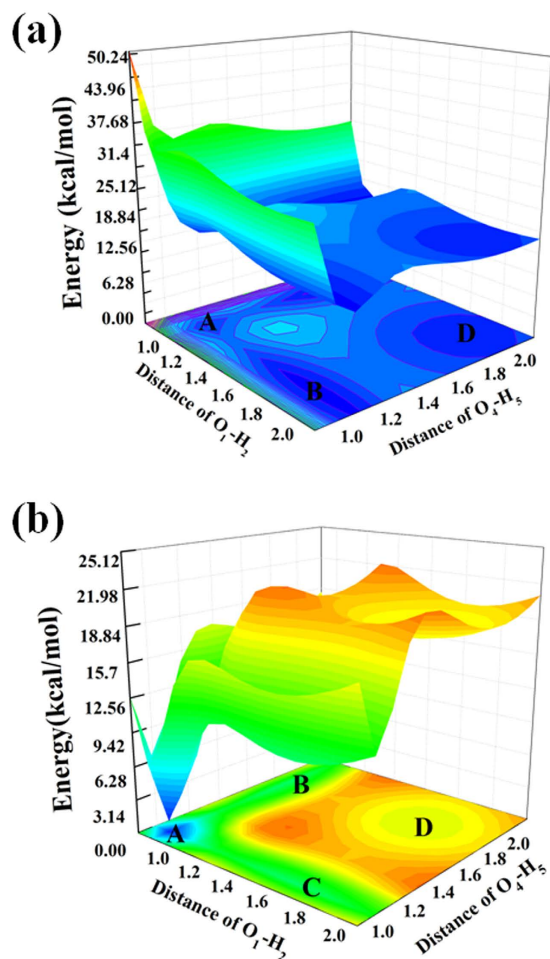 (a)
50.24
43.96
37.68
31.4
25.12
18.84
12.56
6.28
0.00
Energy (kcal/mol)
A
B
D
1.0
1.2
1.4
1.6
1.8
2.0
Distance of O1-H2
1.0
1.2
1.4
1.6
1.8
2.0
Distance of O4-H5
(b)
25.12
21.98
18.84
15.7
12.56
9.42
6.28
3.14
0.00
Energy(kcal/mol)
A
B
C
D
1.0
1.2
1.4
1.6
1.8
2.0
Distance of O1-H2
1.0
1.2
1.4
1.6
1.8
2.0
Distance of O4-H5